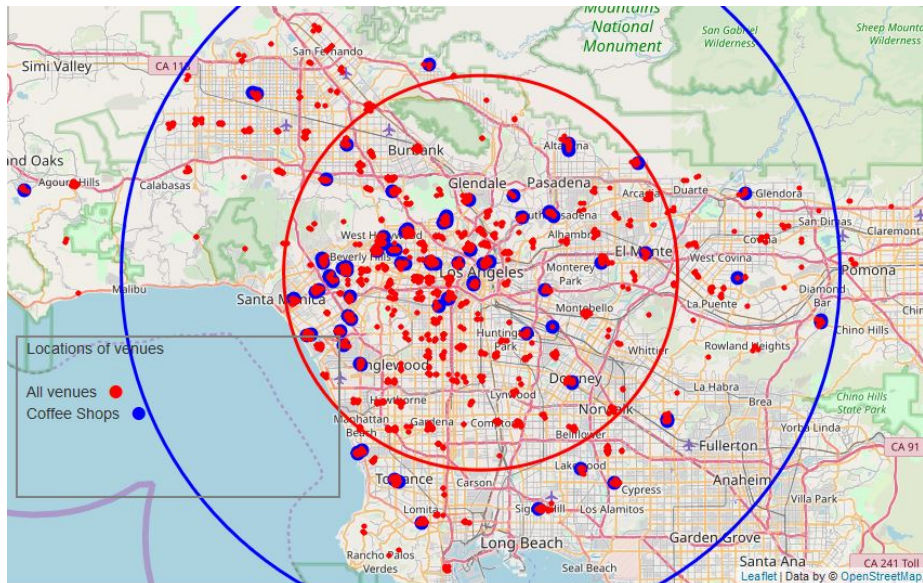 Mountains
National
Monument
San Gabriel
Wilderness
Sheep Mountain
Wilderness
San Fernando
Simi Valley
CA 118
Burbank
Altadena
and Oaks
Agoura Hills
Calabasas
Glendale
Pasadena
Arcadia
Duarte
Glendora
South Pasadena
San Dimas
Claremont
West Hollywood
Alhambra
El Monte
Covina
Beverly Hills
Los Angeles
Monterey
Park
West Covina
Pomona
Malibu
Santa Monica
La Puente
Diamond
Bar
Montebello
Chino Hills
Huntington
Park
Whittier
Rowland Heights
Locations of venues
Inglewood
La Habra
Chino Hills
State Park
All venues
Downey
Brea
Coffee Shops
Hawthorne
Lynwood
Norwalk
Manhattan
Beach
Gardena
Compton
Bellflower
Yorba Linda
Fullerton
CA 91
Lakewood
Torrance
Carson
Cypress
Anaheim
Villa Park
Lomita
Signal Hill
Los Alamitos
Long Beach
Garden Grove
Rancho Palos
Verdes
Seal Beach
Santa Ana
CA 241 Toll
Leaflet | Data by © OpenStreetMap